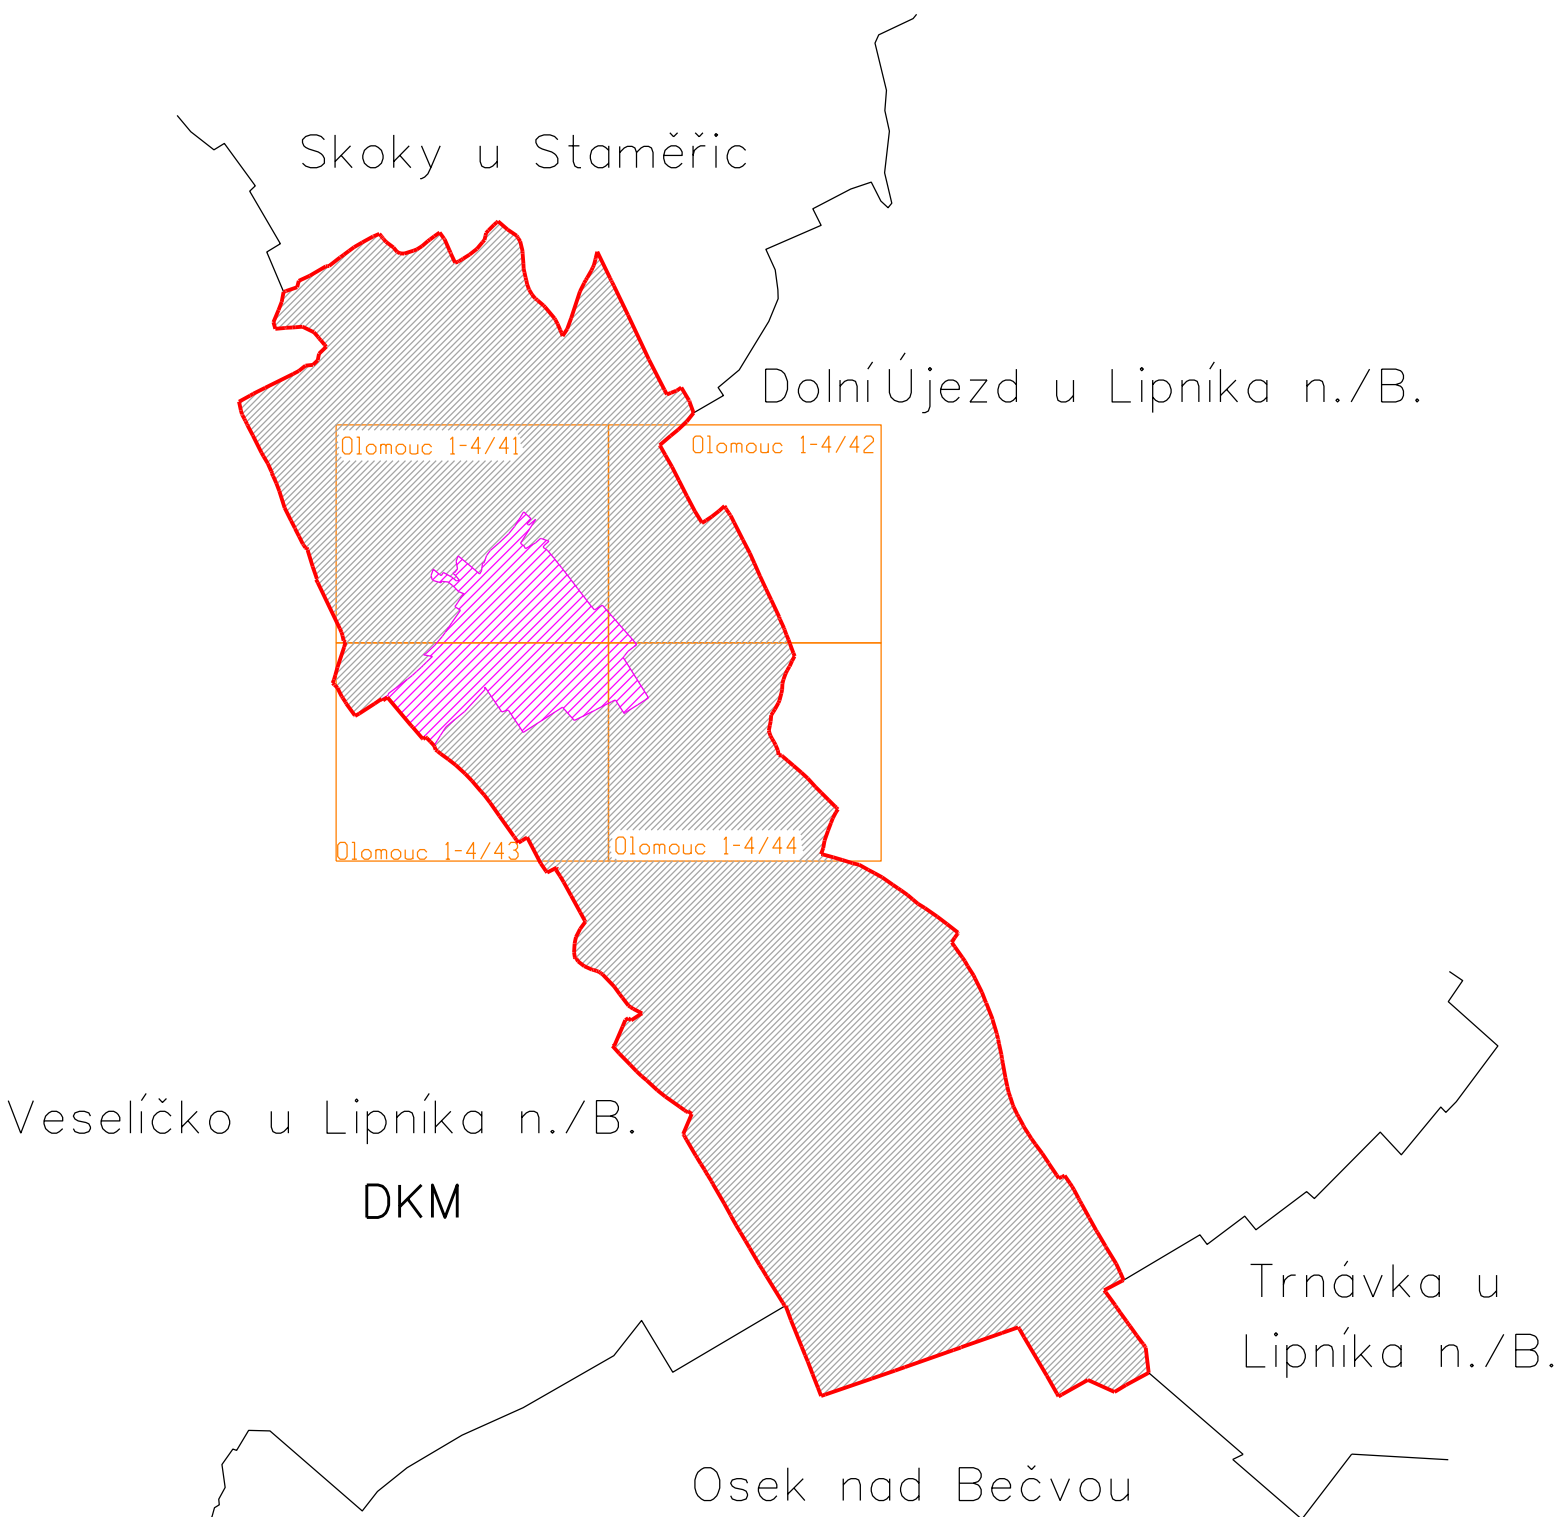 Skoky u Staměřic
Dolní Újezd u Lipníka n./B.
Olomouc 1-4/41
Olomouc 1-4/42
Olomouc 1-4/43
Olomouc 1-4/44
Veselíčko u Lipníka n./B.
DKM
Trnávka u
Lipníka n./B.
Osek nad Bečvou